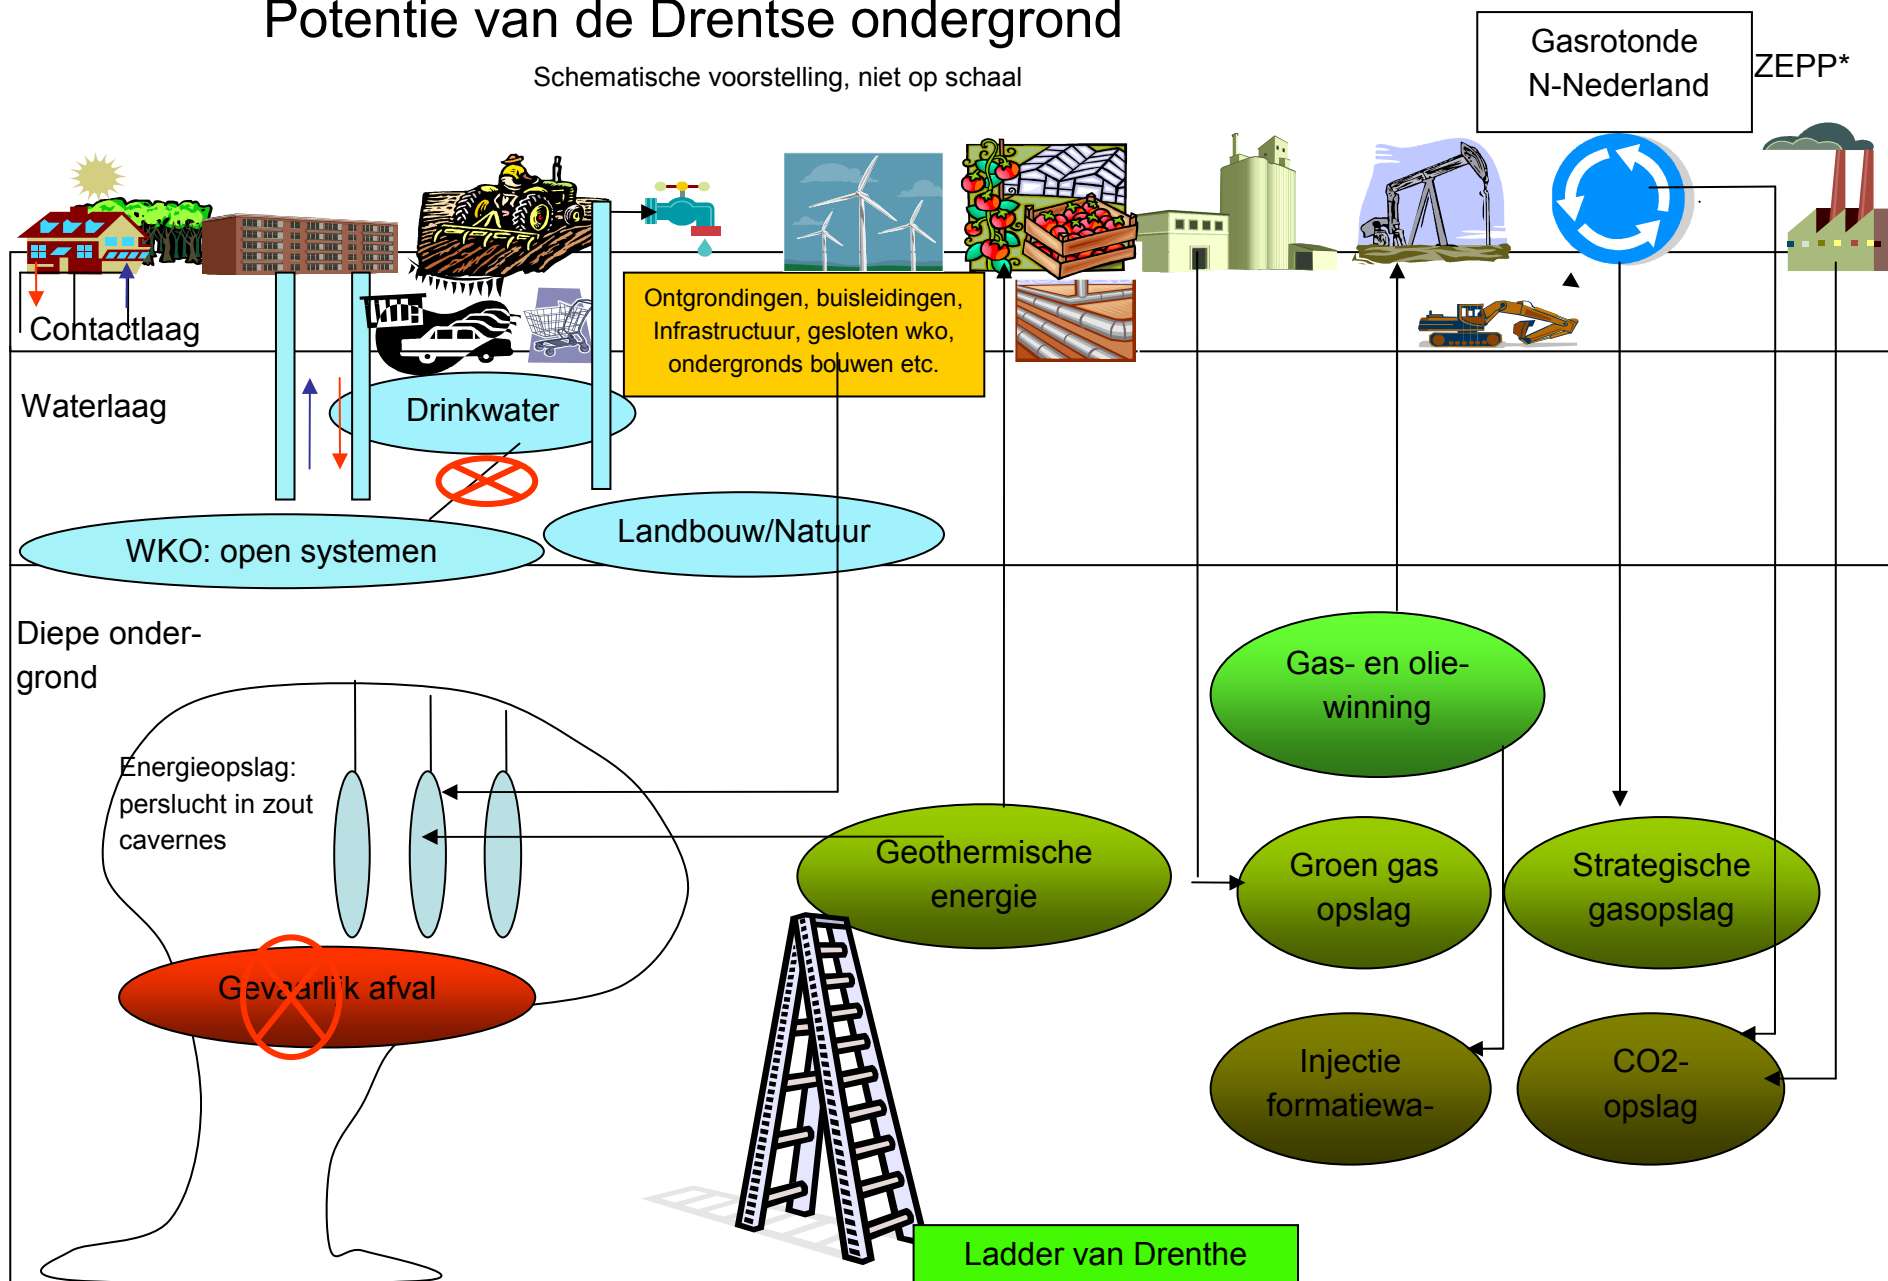 Potentie van de Drentse ondergrond
Schematische voorstelling, niet op schaal
Gasrotonde
N-Nederland
ZEPP*
Contactlaag
Ontgrondingen, buisleidingen,
Infrastructuur, gesloten wko,
ondergronds bouwen etc.
Waterlaag
Drinkwater
WKO: open systemen
Landbouw/Natuur
Diepe onder-
grond
Energieopslag:
perslucht in zout
cavernes
Gevaarlijk afval
Geothermische
energie
Gas- en olie-
winning
Groen gas
opslag
Strategische
gasopslag
Injectie
formatiewa-
CO2-
opslag
Ladder van Drenthe